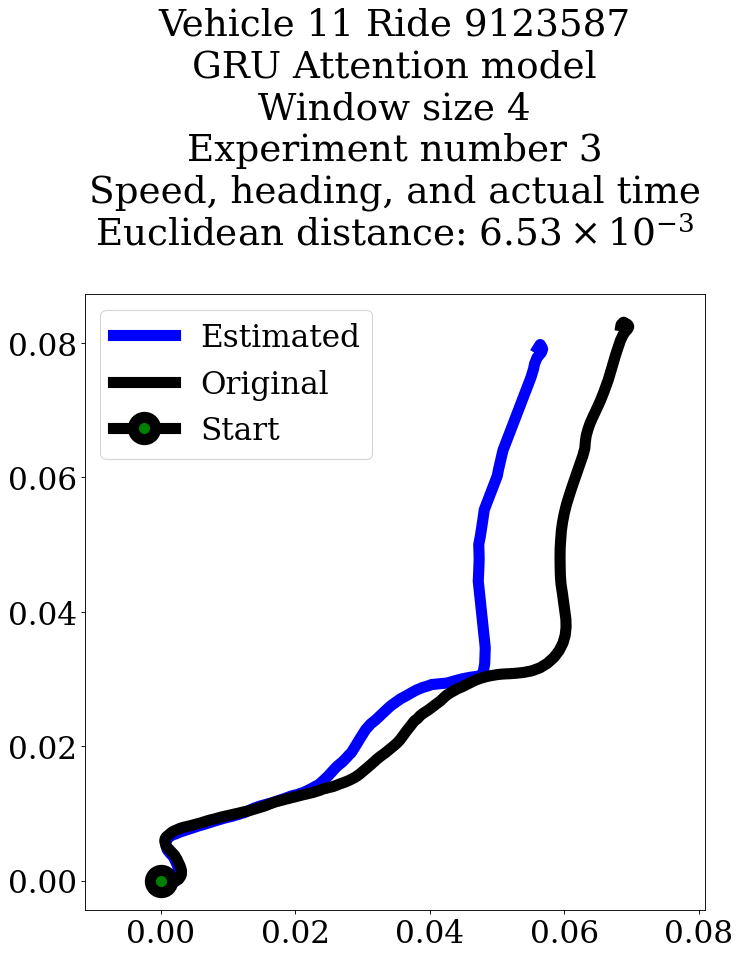 Vehicle 11 Ride 9123587
GRU Attention model
Window size 4
Experiment number 3
Speed, heading, and actual time
Euclidean distance: 6.53 × 10⁻³
Estimated
Original
Start
0.08
0.06
0.04
0.02
0.00
0.00 0.02 0.04 0.06 0.08